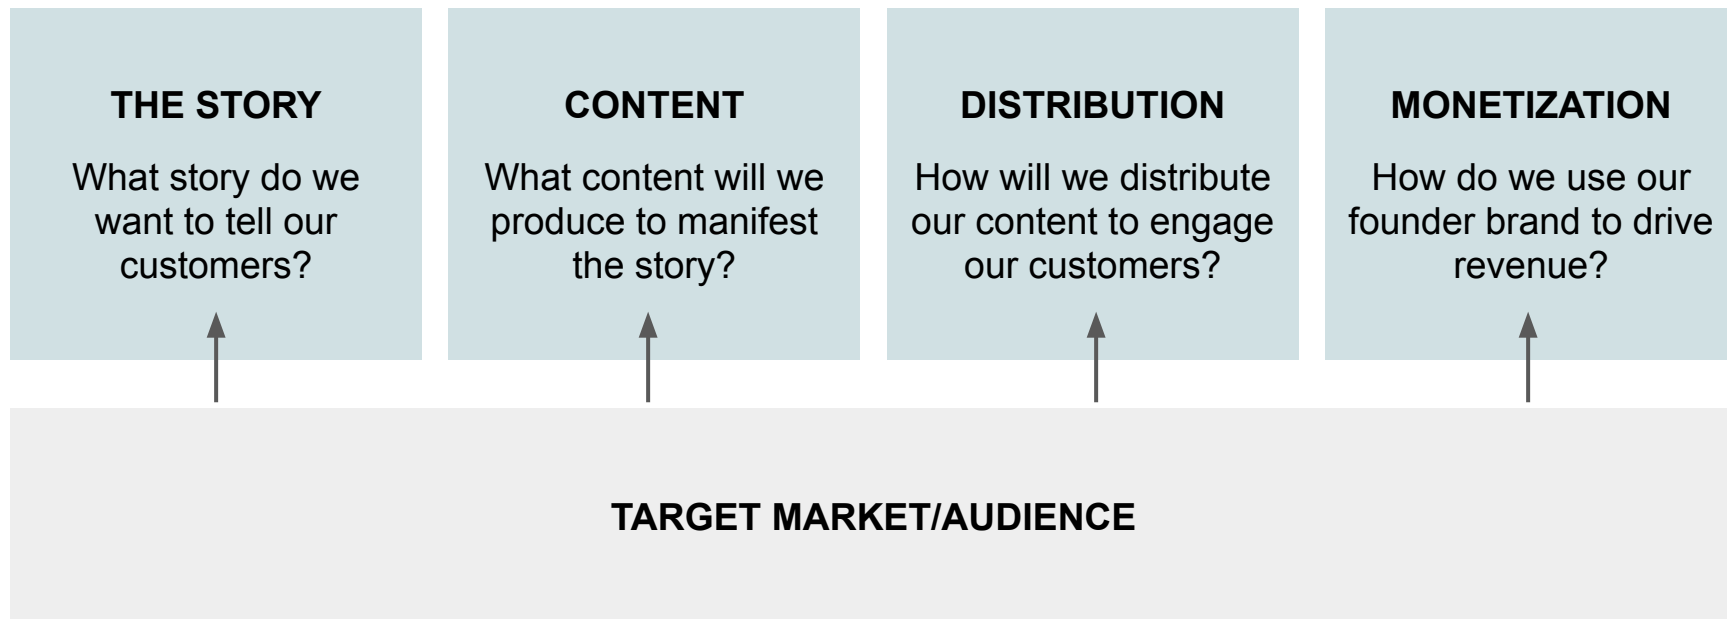 THE STORY
What story do we
want to tell our
customers?
CONTENT
What content will we
produce to manifest
the story?
DISTRIBUTION
How will we distribute
our content to engage
our customers?
MONETIZATION
How do we use our
founder brand to drive
revenue?
TARGET MARKET/AUDIENCE